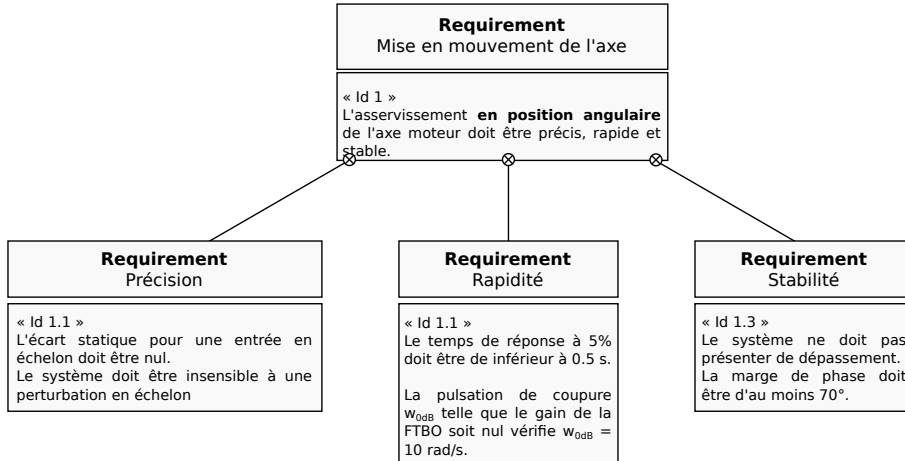 Requirement
Mise en mouvement de l'axe
« Id 1 »
L'asservissement en position angulaire
de l'axe moteur doit être précis, rapide et
stable.
Requirement
Précision
« Id 1.1 »
L'écart statique pour une entrée en
échelon doit être nul.
Le système doit être insensible à une
perturbation en échelon
Requirement
Rapidité
« Id 1.1 »
Le temps de réponse à 5%
doit être de inférieur à 0.5 s.
La pulsation de coupure
w0dB telle que le gain de la
FTBO soit nul vérifie w0dB =
10 rad/s.
Requirement
Stabilité
« Id 1.3 »
Le système ne doit pas
présenter de dépassement.
La marge de phase doit
être d'au moins 70°.